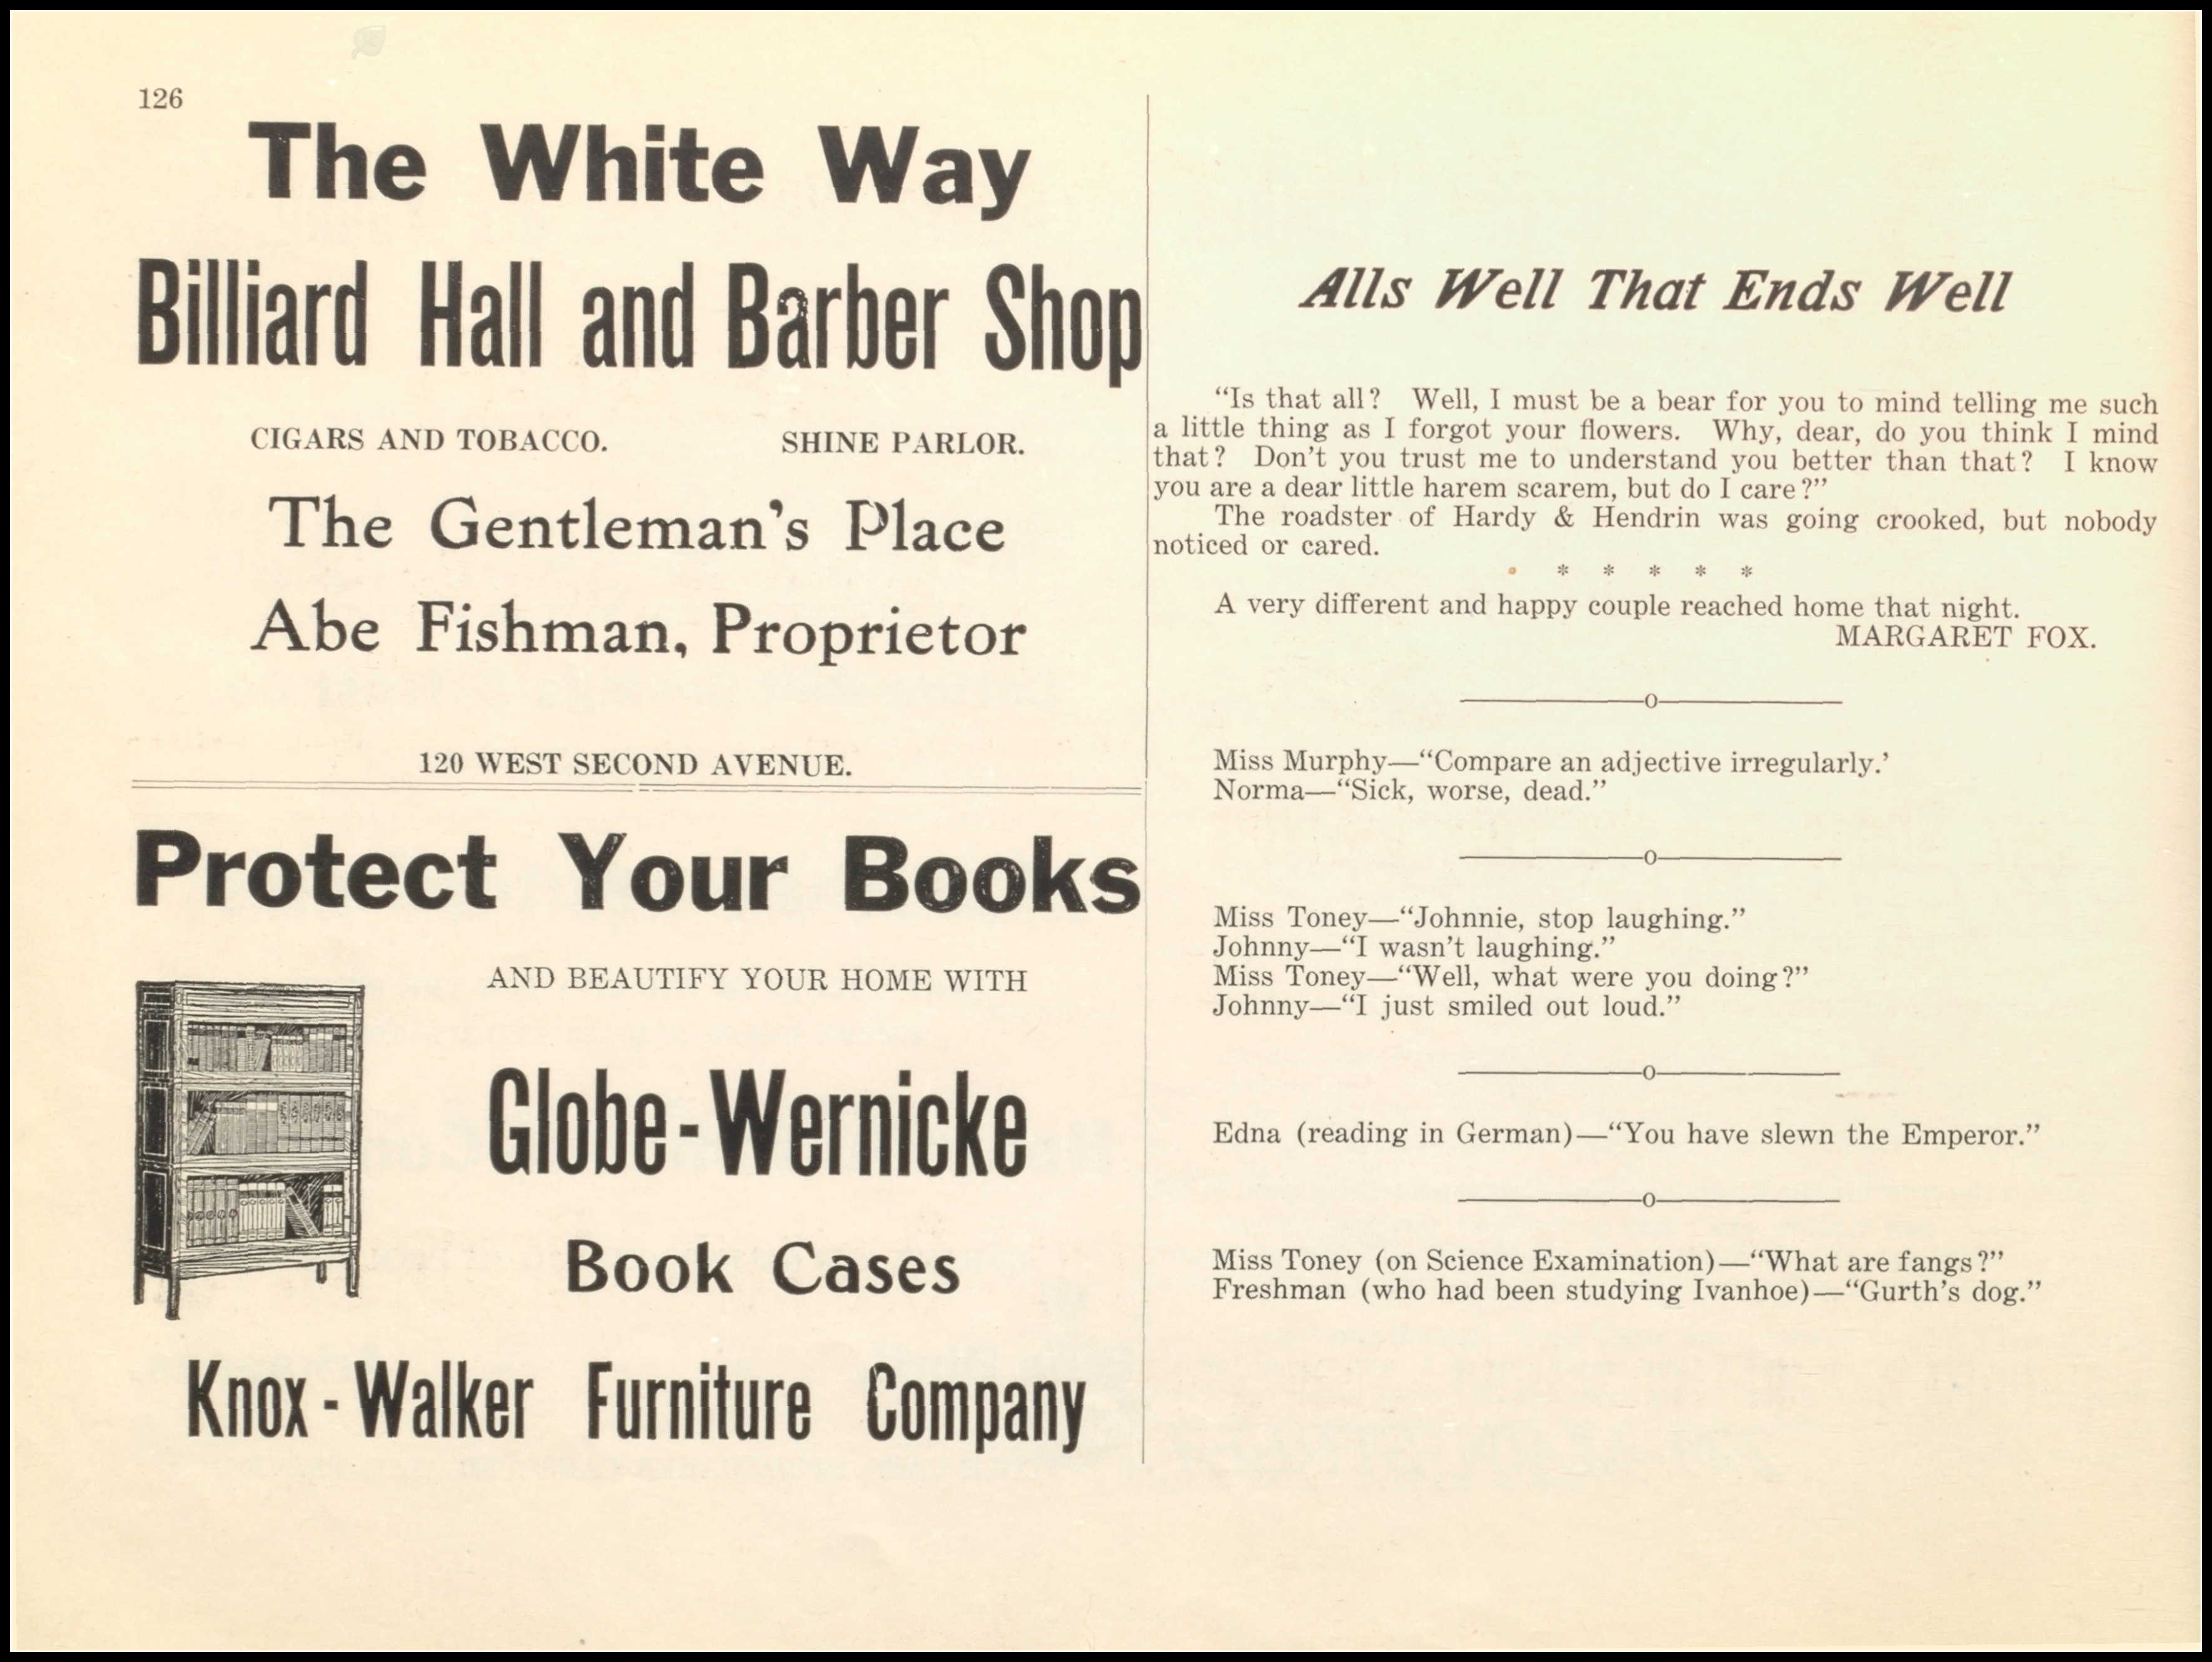 126
The White Way
Billiard Hall and Barber Shop
CIGARS AND TOBACCO. SHINE PARLOR.
The Gentleman's Place
Abe Fishman, Proprietor
120 WEST SECOND AVENUE.
Protect Your Books
AND BEAUTIFY YOUR HOME WITH
Globe-Wernicke
Book Cases
Knox-Walker Furniture Company
Alls Well That Ends Well
“Is that all? Well, I must be a bear for you to mind telling me such
a little thing as I forgot your flowers. Why, dear, do you think I mind
that? Don't you trust me to understand you better than that? I know
you are a dear little harem scarem, but do I care?”
The roadster of Hardy & Hendrin was going crooked, but nobody
noticed or cared.
* * * * *
A very different and happy couple reached home that night.
MARGARET FOX.
———o———
Miss Murphy—“Compare an adjective irregularly.’
Norma—“Sick, worse, dead.”
———o———
Miss Toney—“Johnnie, stop laughing.”
Johnny—“I wasn't laughing.”
Miss Toney—“Well, what were you doing?”
Johnny—“I just smiled out loud.”
———o———
Edna (reading in German)—“You have slewn the Emperor.”
———o———
Miss Toney (on Science Examination)—“What are fangs?”
Freshman (who had been studying Ivanhoe)—“Gurth's dog.”